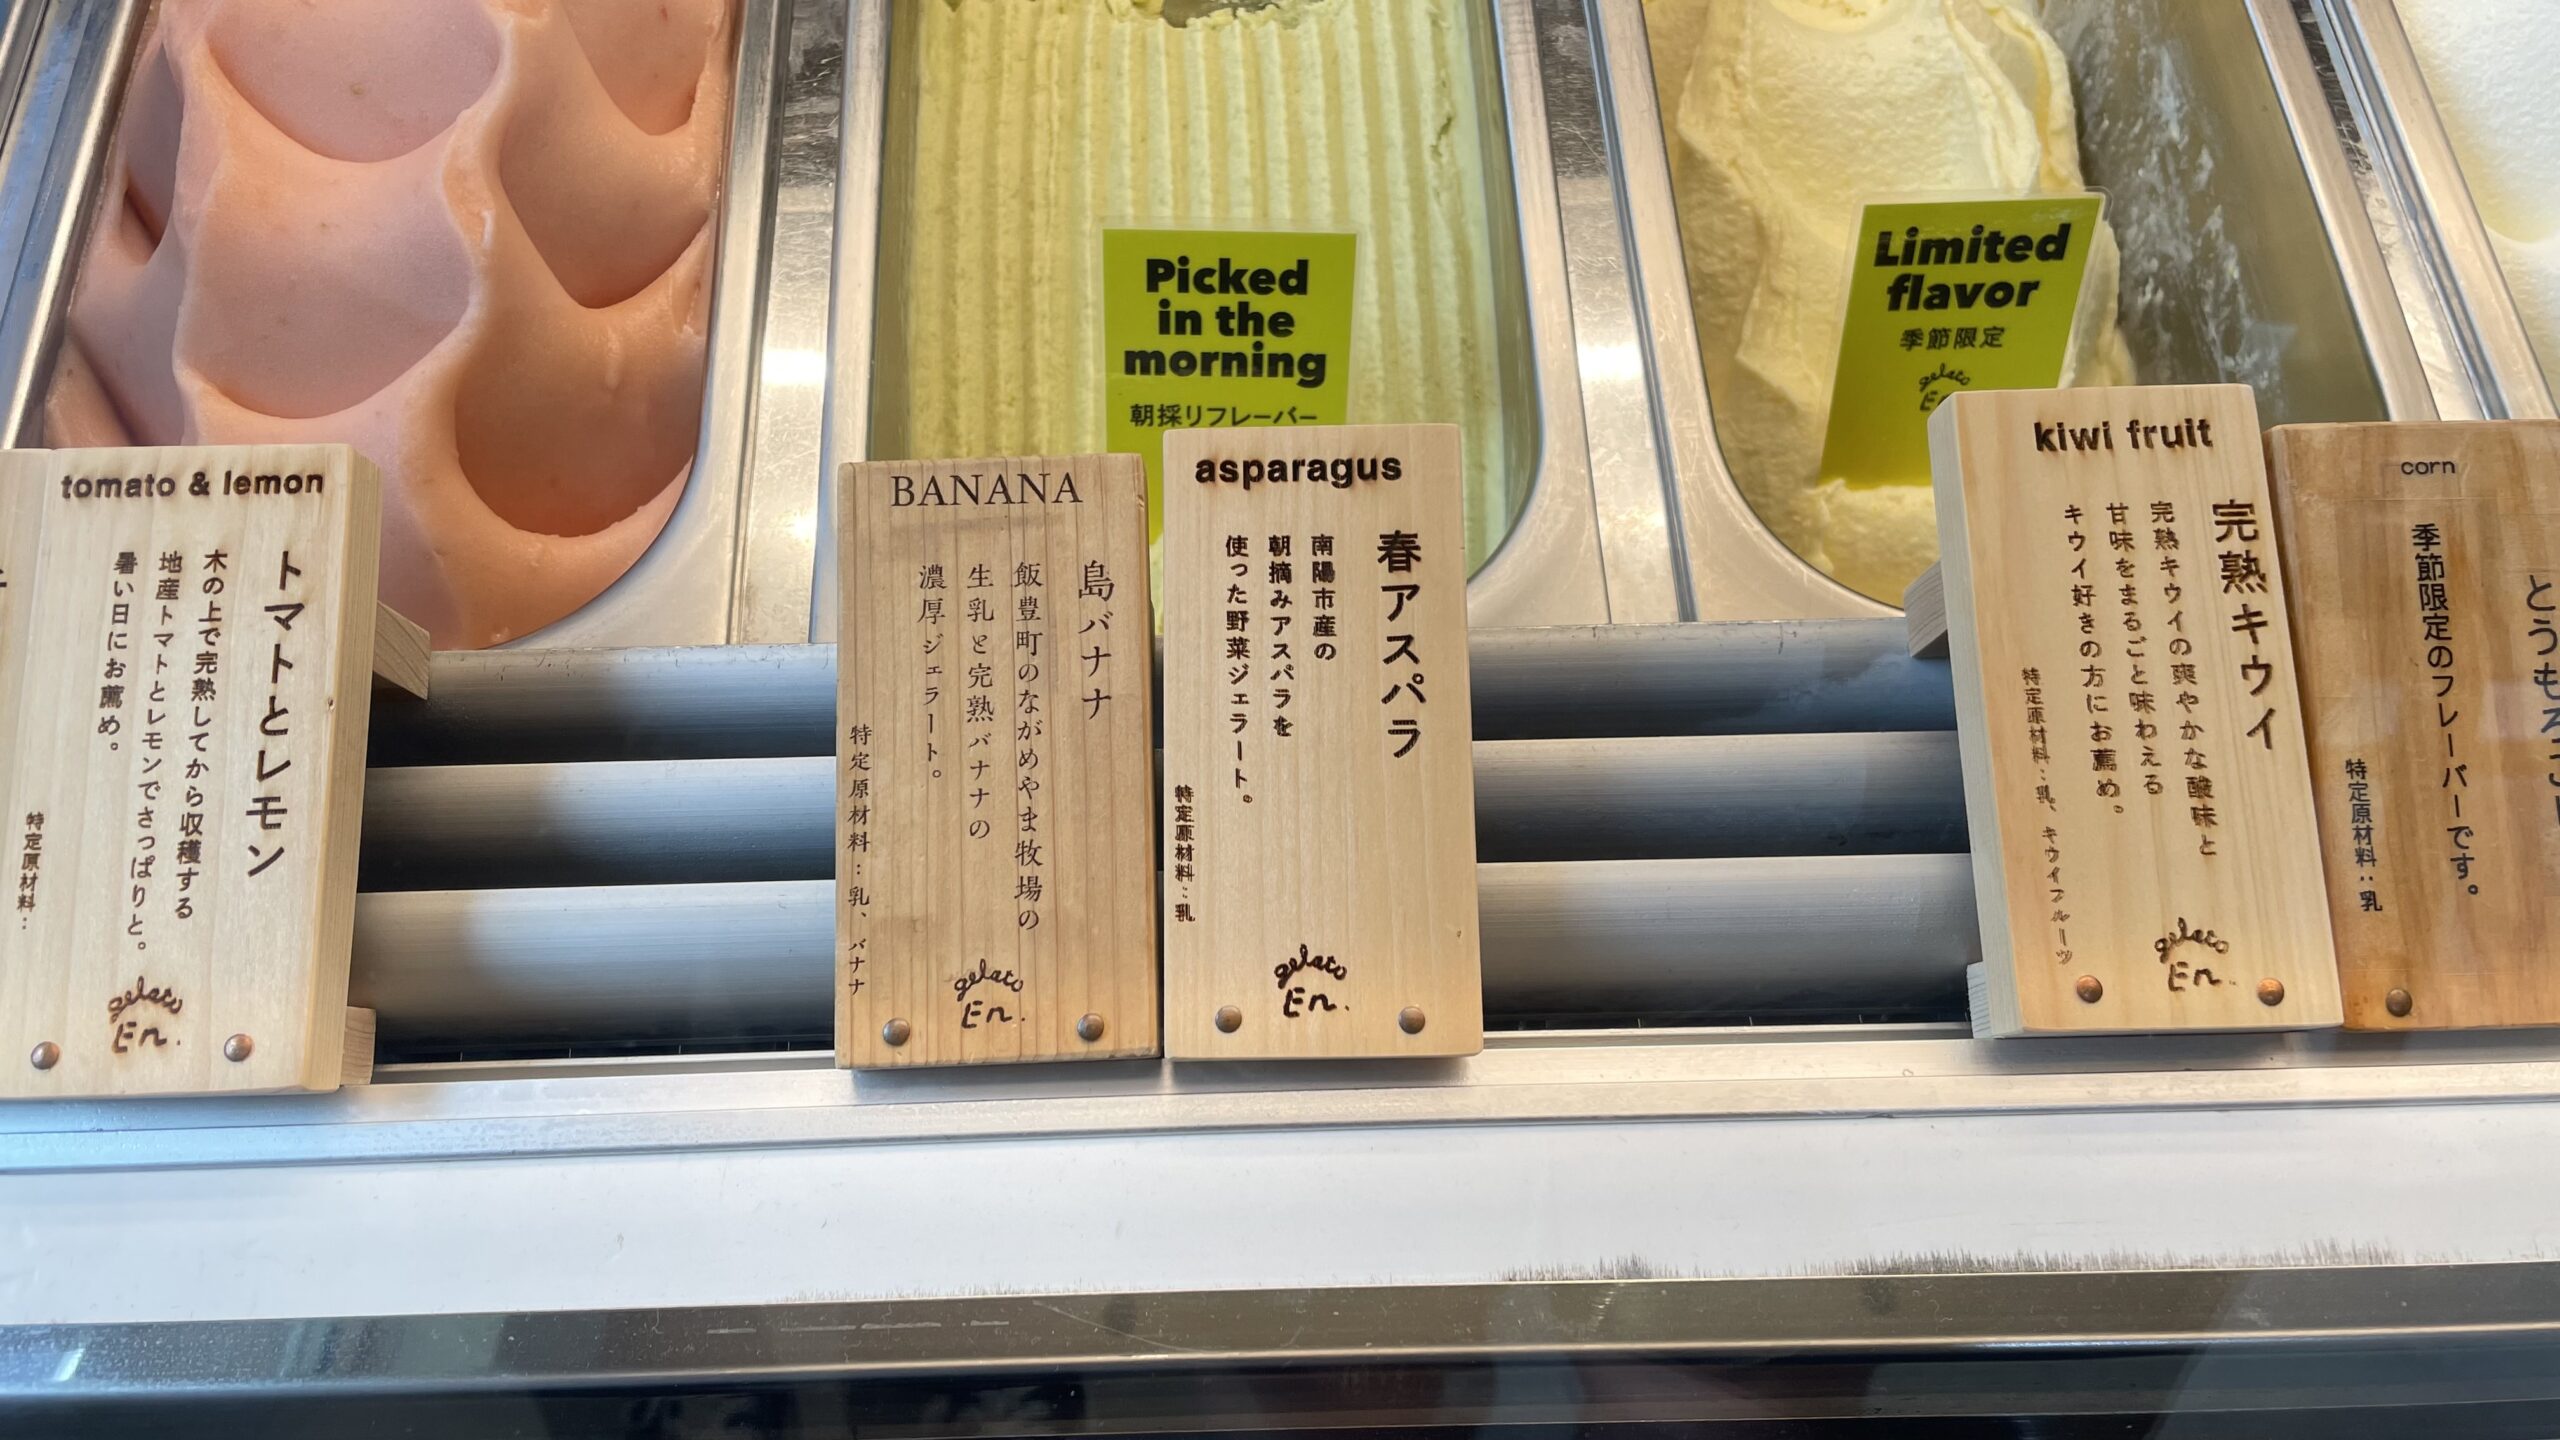 Picked
in the
morning
朝採リフレーバー
Limited
flavor
季節限定
gelato
tomato & lemon
トマトとレモン
木の上で完熟してから収穫する
地産トマトとレモンでさっぱりと。
暑い日にお薦め。
特定原材料：
gelato
En.
BANANA
島バナナ
飯豊町のながめやま牧場の
生乳と完熟バナナの
濃厚ジェラート。
特定原材料：乳、バナナ
gelato
En.
asparagus
春アスパラ
南陽市産の
朝摘みアスパラを
使った野菜ジェラート。
特定原材料：乳
gelato
En.
kiwi fruit
完熟キウイ
完熟キウイの爽やかな酸味と
甘味をまるごと味わえる
キウイ好きの方にお薦め。
特定原材料：乳、キウイフルーツ
gelato
En.
corn
とうもろこ
季節限定のフレーバーです。
特定原材料：乳